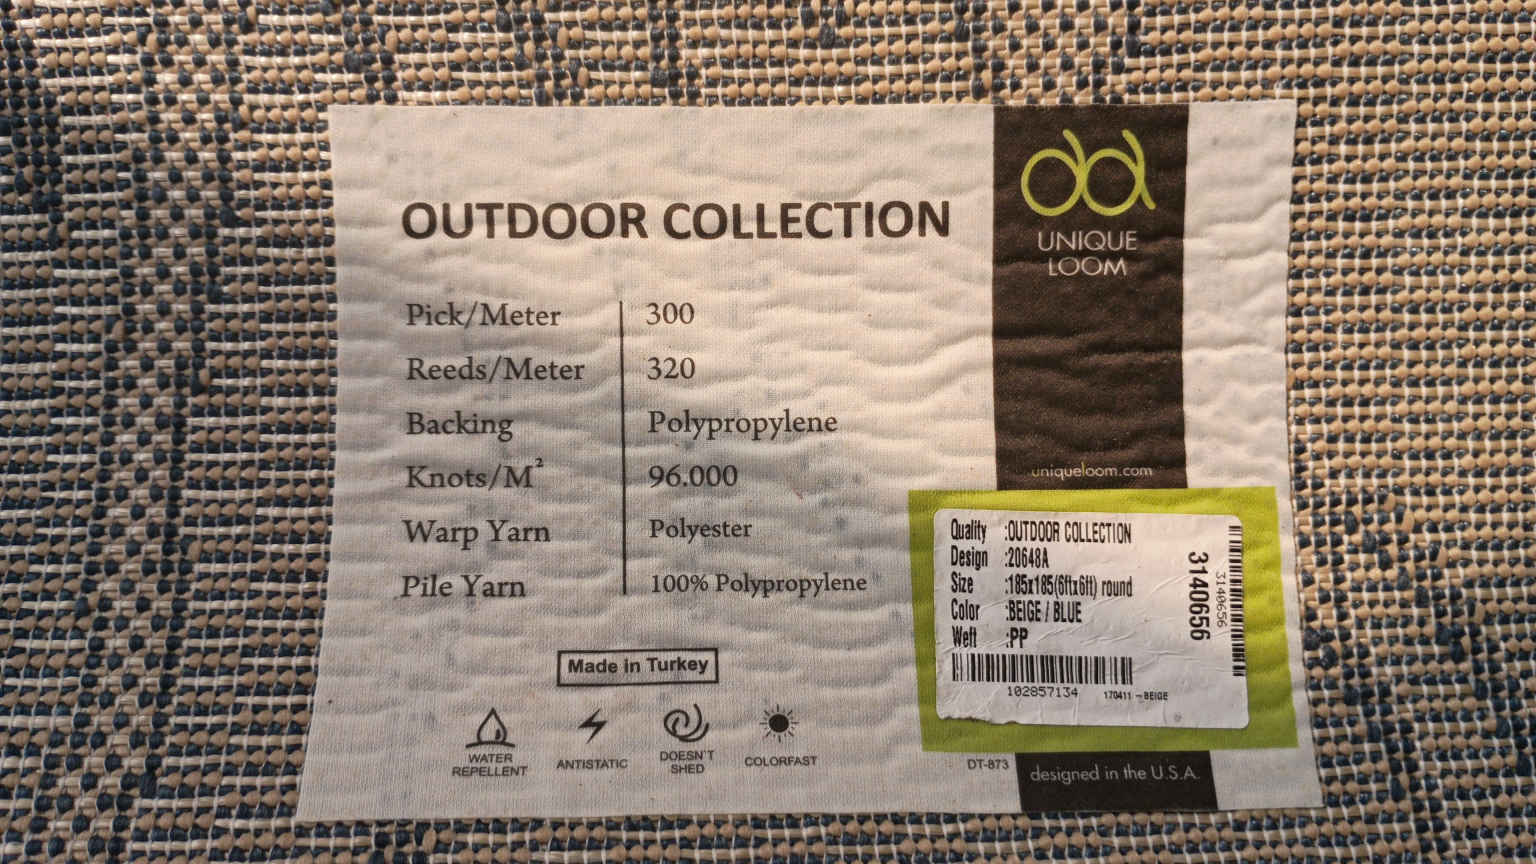 OUTDOOR COLLECTION
Pick/Meter 300
Reeds/Meter 320
Backing Polypropylene
Knots/M² 96.000
Warp Yarn Polyester
Pile Yarn 100% Polypropylene
Made in Turkey
WATER REPELLENT
ANTISTATIC
DOESN'T SHED
COLORFAST
UNIQUE
LOOM
uniqueloom.com
Quality :OUTDOOR COLLECTION
Design :20648A
Size :185x185(6ftx6ft) round
Color :BEIGE / BLUE
Weft :PP
102857134 170411 - BEIGE
3140656
3140656
DT-873
designed in the U.S.A.